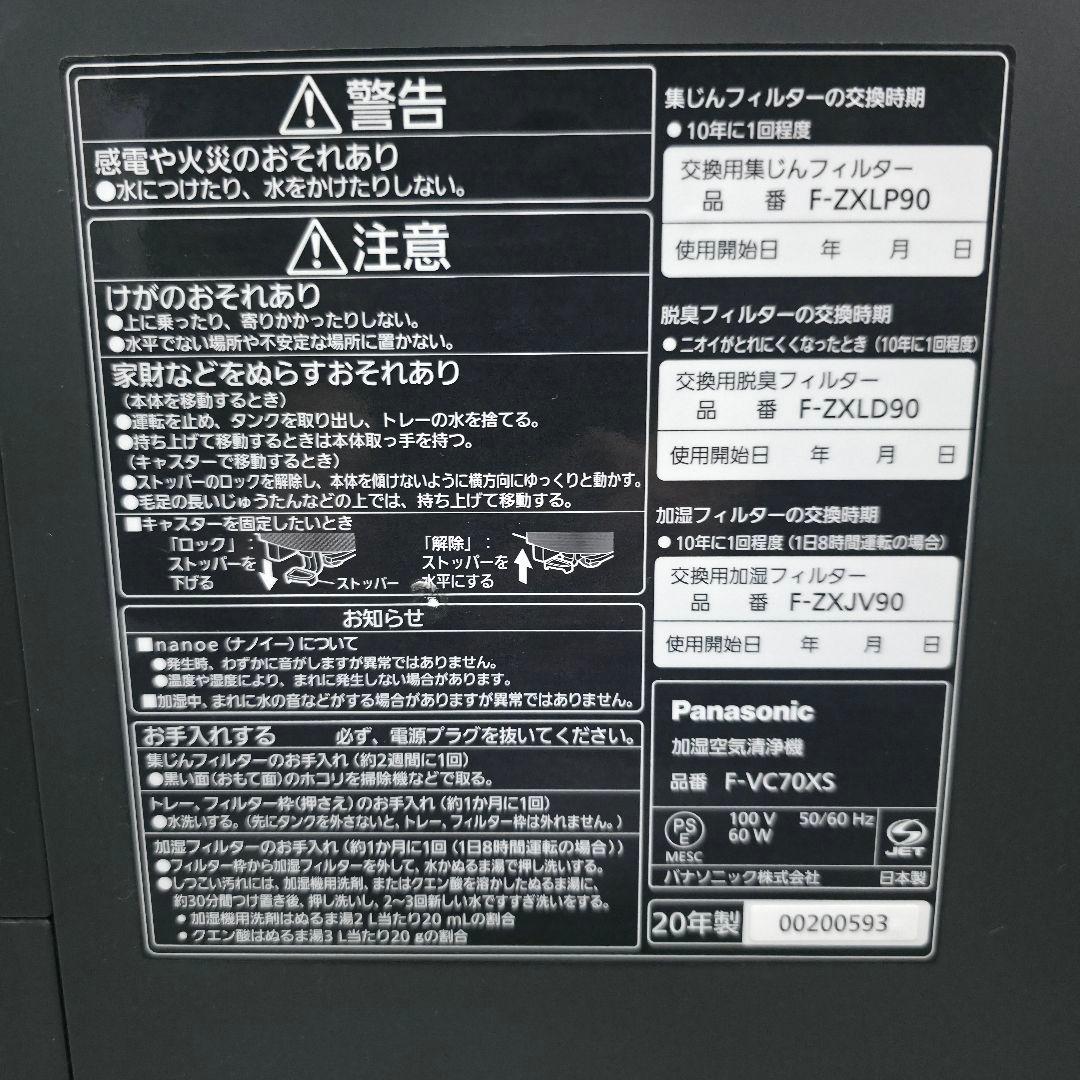 警告
感電や火災のおそれあり
●水につけたり、水をかけたりしない。
注意
けがのおそれあり
●上に乗ったり、寄りかかったりしない。
●水平でない場所や不安定な場所に置かない。
家財などをぬらすおそれあり
(本体を移動するとき)
●運転を止め、タンクを取り出し、トレーの水を捨てる。
●持ち上げて移動するときは本体取っ手を持つ。
(キャスターで移動するとき)
●ストッパーのロックを解除し、本体を傾けないように横方向にゆっくりと動かす。
●毛足の長いじゅうたんなどの上では、持ち上げて移動する。
■キャスターを固定したいとき
「ロック」:
ストッパーを
下げる
ストッパー
「解除」:
ストッパーを
水平にする
お知らせ
■nanoe(ナノイー)について
●発生時、わずかに音がしますが異常ではありません。
●温度や湿度により、まれに発生しない場合があります。
■加湿中、まれに水の音などがする場合がありますが異常ではありません。
お手入れする 必ず、電源プラグを抜いてください。
集じんフィルターのお手入れ(約2週間に1回)
●黒い面(おもて面)のホコリを掃除機などで取る。
トレー、フィルター枠(押さえ)のお手入れ(約1か月に1回)
●水洗いする。(先にタンクを外さないと、トレー、フィルター枠は外れません。)
加湿フィルターのお手入れ(約1か月に1回(1日8時間運転の場合))
●フィルター枠から加湿フィルターを外して、水かぬるま湯で押し洗いする。
●しつこい汚れには、加湿機用洗剤、またはクエン酸を溶かしたぬるま湯に、
約30分間つけ置き後、押し洗いし、2~3回新しい水ですすぎ洗いをする。
●加湿機用洗剤はぬるま湯2 L当たり20 mLの割合
●クエン酸はぬるま湯3 L当たり20 gの割合
集じんフィルターの交換時期
●10年に1回程度
交換用集じんフィルター
品 番 F-ZXLP90
使用開始日 年 月 日
脱臭フィルターの交換時期
●ニオイがとれにくくなったとき(10年に1回程度)
交換用脱臭フィルター
品 番 F-ZXLD90
使用開始日 年 月 日
加湿フィルターの交換時期
●10年に1回程度(1日8時間運転の場合)
交換用加湿フィルター
品 番 F-ZXJV90
使用開始日 年 月 日
Panasonic
加湿空気清浄機
品番 F-VC70XS
PS
E
MESC
100 V 50/60 Hz
60 W
JET
パナソニック株式会社 日本製
20年製 00200593